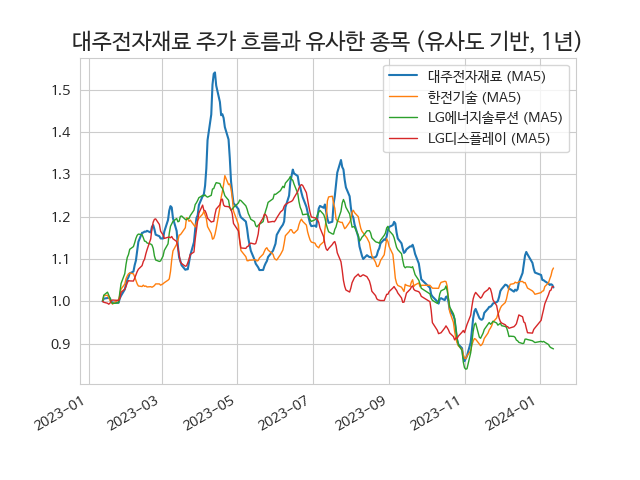 대주전자재료 주가 흐름과 유사한 종목 (유사도 기반, 1년)
대주전자재료 (MA5)
한전기술 (MA5)
LG에너지솔루션 (MA5)
LG디스플레이 (MA5)
1.5
1.4
1.3
1.2
1.1
1.0
0.9
2023-01
2023-03
2023-05
2023-07
2023-09
2023-11
2024-01